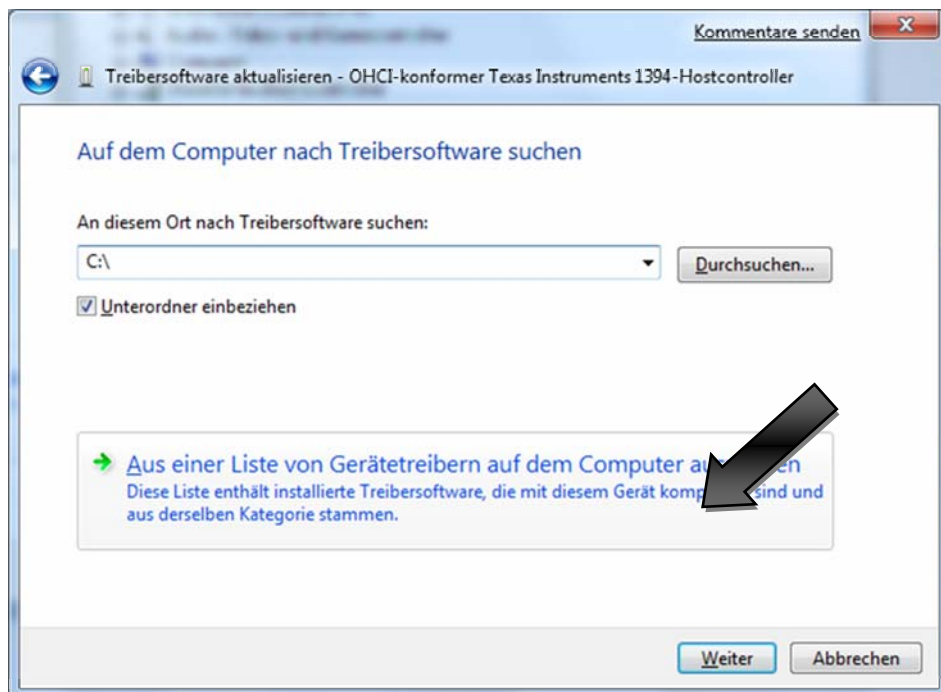 Kommentare senden
Treibersoftware aktualisieren - OHCI-konformer Texas Instruments 1394-Hostcontroller
Auf dem Computer nach Treibersoftware suchen
An diesem Ort nach Treibersoftware suchen:
C:\
Durchsuchen...
Unterordner einbeziehen
Aus einer Liste von Gerätetreibern auf dem Computer
Diese Liste enthält installierte Treibersoftware, die mit diesem Gerät sind und
aus derselben Kategorie stammen.
Weiter
Abbrechen